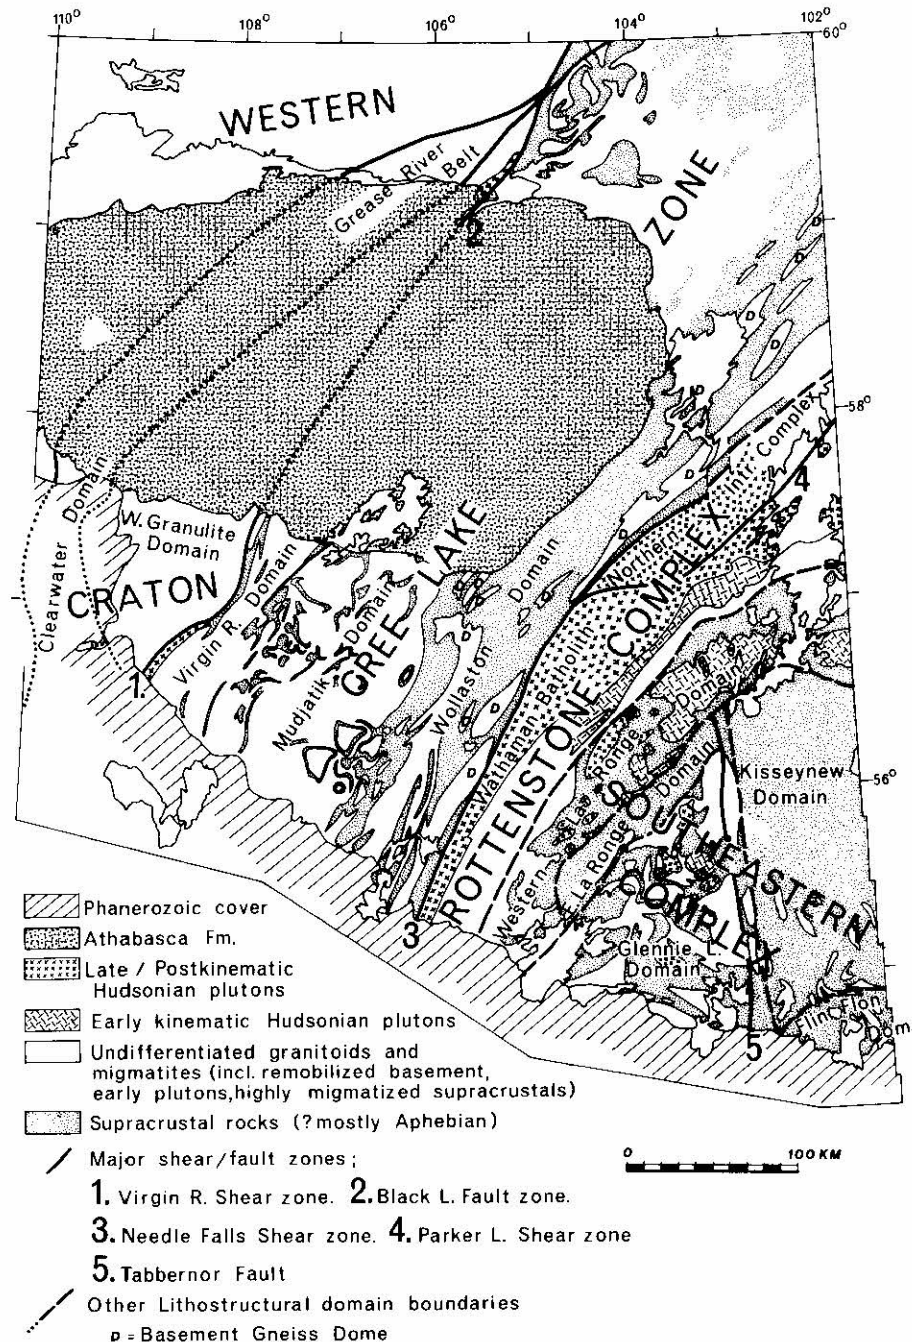 110°
108°
106°
104°
102°
60°
WESTERN
Grease River
Belt
2
ZONE
58°
Northern Intr. Complex
4
Clearwater
Domain
W. Granulite
Domain
CRATON
Virgin R. Domain
1.
Mudjatik Domain
CREE LAKE
Wollaston Domain
Wathaman Batholith
ROTTENSTONE COMPLEX
3
Western
La Ronge
Domain
La Ronge
Domain
SOUTHEASTERN
COMPLEX
Kisseynew
Domain
56°
Glennie L.
Domain
Flin Flon
Dom
5
Phanerozoic cover
Athabasca Fm.
Late / Postkinematic
Hudsonian plutons
Early kinematic Hudsonian plutons
Undifferentiated granitoids and
migmatites (incl. remobilized basement,
early plutons, highly migmatized supracrustals)
Supracrustal rocks (?mostly Aphebian)
Major shear/fault zones;
1. Virgin R. Shear zone. 2. Black L. Fault zone.
3. Needle Falls Shear zone. 4. Parker L. Shear zone
5. Tabbernor Fault
Other Lithostructural domain boundaries
D = Basement Gneiss Dome
0 100 KM